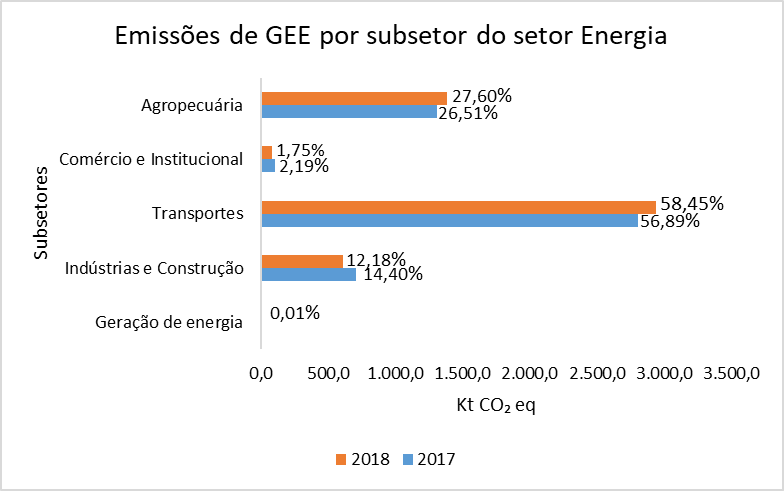 Emissões de GEE por subsetor do setor Energia
Subsetores
Agropecuária
27,60%
26,51%
Comércio e Institucional
1,75%
2,19%
Transportes
58,45%
56,89%
Indústrias e Construção
12,18%
14,40%
Geração de energia
0,01%
0,0 500,0 1.000,0 1.500,0 2.000,0 2.500,0 3.000,0 3.500,0
Kt CO₂ eq
2018 2017